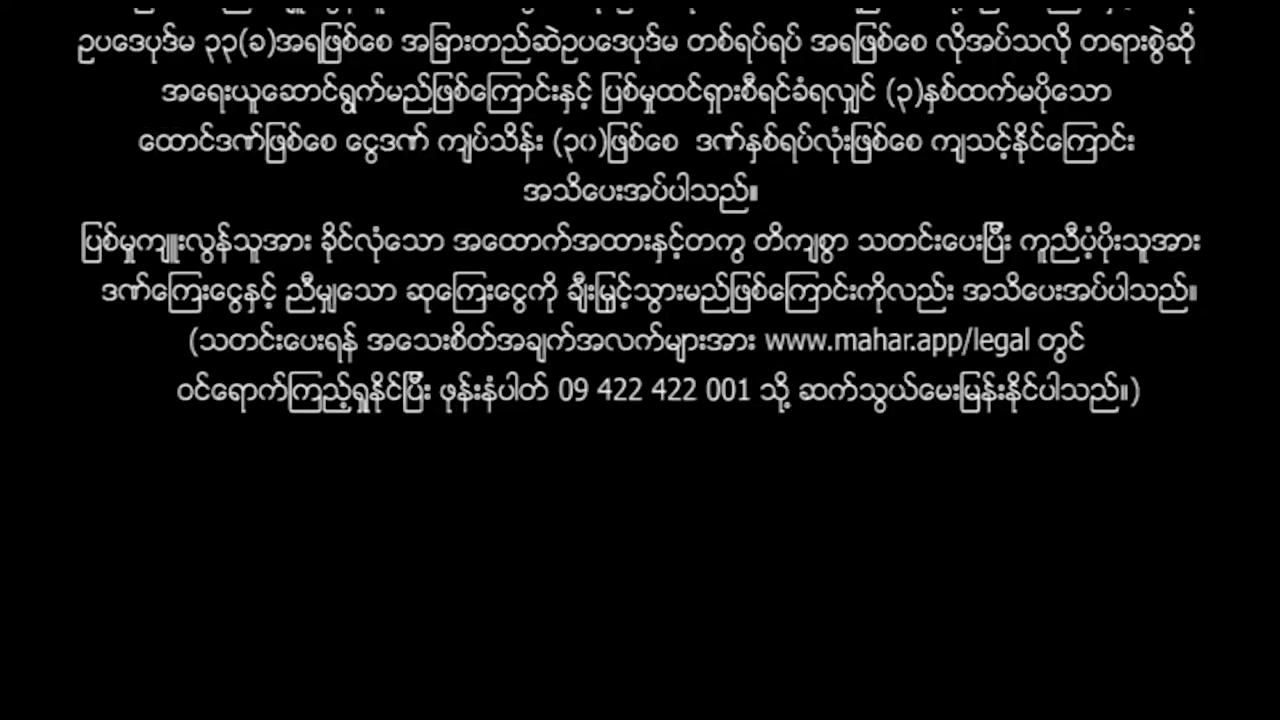 ဥပဒေပုဒ်မ ၃၃(ခ)အရဖြစ်စေ အခြားတည်ဆဲဥပဒေပုဒ်မ တစ်ရပ်ရပ် အရဖြစ်စေ လိုအပ်သလို တရားစွဲဆို
အရေးယူဆောင်ရွက်မည်ဖြစ်ကြောင်းနှင့် ပြစ်မှုထင်ရှားစီရင်ခံရလျှင် (၃)နှစ်ထက်မပိုသော
ထောင်ဒဏ်ဖြစ်စေ ငွေဒဏ် ကျပ်သိန်း (၃၀)ဖြစ်စေ ဒဏ်နှစ်ရပ်လုံးဖြစ်စေ ကျသင့်နိုင်ကြောင်း
အသိပေးအပ်ပါသည်။
ပြစ်မှုကျူးလွန်သူအား ခိုင်လုံသော အထောက်အထားနှင့်တကွ တိကျစွာ သတင်းပေးပြီး ကူညီပံ့ပိုးသူအား
ဒဏ်ကြေးငွေနှင့် ညီမျှသော ဆုကြေးငွေကို ချီးမြှင့်သွားမည်ဖြစ်ကြောင်းကိုလည်း အသိပေးအပ်ပါသည်။
(သတင်းပေးရန် အသေးစိတ်အချက်အလက်များအား www.mahar.app/legal တွင်
ဝင်ရောက်ကြည့်ရှုနိုင်ပြီး ဖုန်းနံပါတ် 09 422 422 001 သို့ ဆက်သွယ်မေးမြန်းနိုင်ပါသည်။)